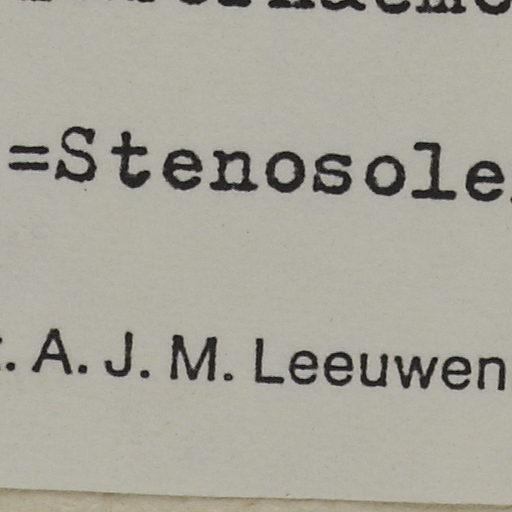 =Stenosole
. A. J. M. Leeuwen